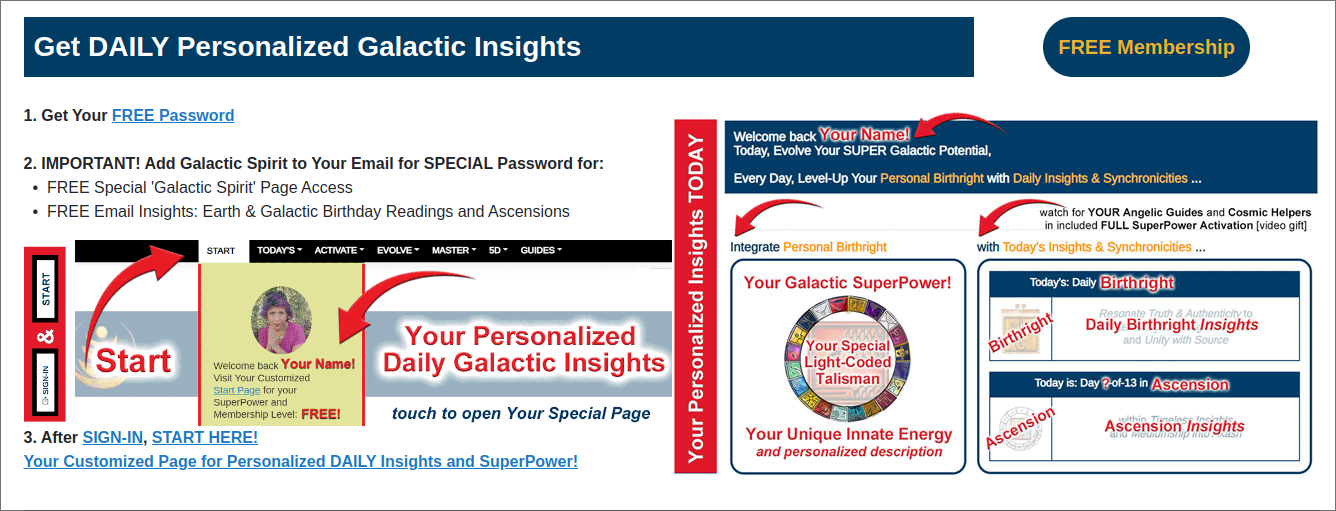 Get DAILY Personalized Galactic Insights
FREE Membership
1. Get Your FREE Password
2. IMPORTANT! Add Galactic Spirit to Your Email for SPECIAL Password for:
• FREE Special 'Galactic Spirit' Page Access
• FREE Email Insights: Earth & Galactic Birthday Readings and Ascensions
SIGN-IN & START
START TODAY'S ACTIVATE EVOLVE MASTER 5D GUIDES
Start
Welcome back Your Name!
Visit Your Customized
Start Page for your
SuperPower and
Membership Level: FREE!
Your Personalized
Daily Galactic Insights
touch to open Your Special Page
3. After SIGN-IN, START HERE!
Your Customized Page for Personalized DAILY Insights and SuperPower!
Your Personalized Insights TODAY
Welcome back Your Name!
Today, Evolve Your SUPER Galactic Potential,
Every Day, Level-Up Your Personal Birthright with Daily Insights & Synchronicities ...
watch for YOUR Angelic Guides and Cosmic Helpers
in included FULL SuperPower Activation [video gift]
Integrate Personal Birthright
Your Galactic SuperPower!
Your Special
Light-Coded
Talisman
Your Unique Innate Energy
and personalized description
with Today's Insights & Synchronicities ...
Today's: Daily Birthright
Birthright
Resonate Truth & Authenticity to
Daily Birthright Insights
and Unity with Source
Today is: Day ?-of-13 in Ascension
Ascension
within Timeless Insights
Ascension Insights
and Mediumship into Akash